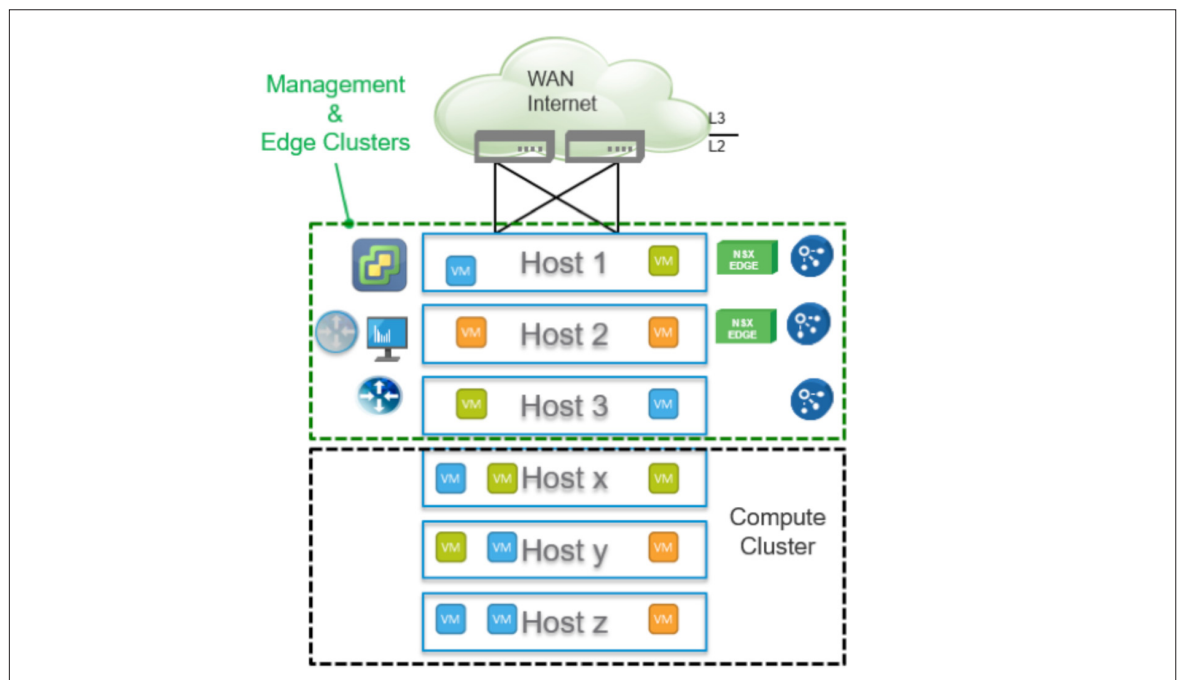 WAN
Internet
Management
&
Edge Clusters
L3
L2
VM
Host 1
VM
NSX
EDGE
VM
Host 2
VM
NSX
EDGE
VM
Host 3
VM
VM
VM
Host x
VM
VM
VM
Host y
VM
Compute
Cluster
VM
VM
Host z
VM